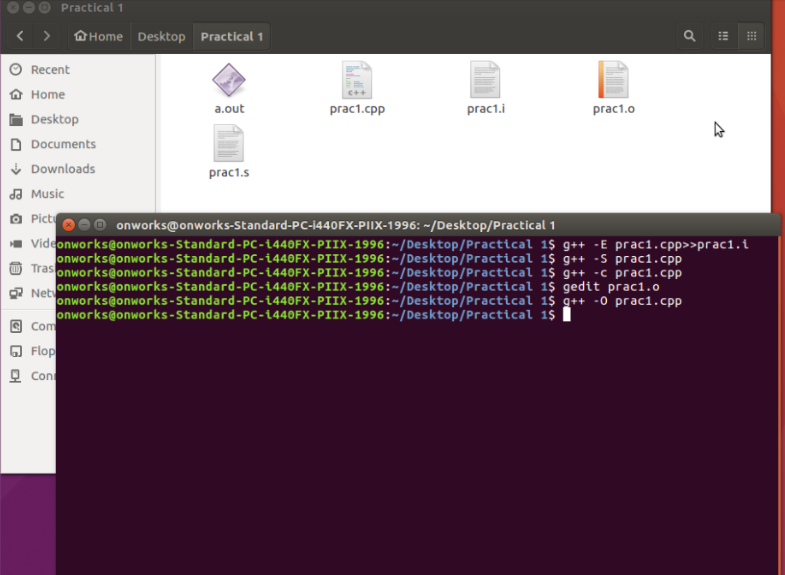 Practical 1
Home Desktop Practical 1
Recent
Home
Desktop
Documents
Downloads
Music
Pictu
Vide
Tras
Netw
Com
Flop
Conn
a.out prac1.cpp prac1.i prac1.o
C++
prac1.s
onworks@onworks-Standard-PC-i440FX-PIIX-1996: ~/Desktop/Practical 1
onworks@onworks-Standard-PC-i440FX-PIIX-1996:~/Desktop/Practical 1$ g++ -E prac1.cpp>>prac1.i
onworks@onworks-Standard-PC-i440FX-PIIX-1996:~/Desktop/Practical 1$ g++ -S prac1.cpp
onworks@onworks-Standard-PC-i440FX-PIIX-1996:~/Desktop/Practical 1$ g++ -c prac1.cpp
onworks@onworks-Standard-PC-i440FX-PIIX-1996:~/Desktop/Practical 1$ gedit prac1.o
onworks@onworks-Standard-PC-i440FX-PIIX-1996:~/Desktop/Practical 1$ g++ -O prac1.cpp
onworks@onworks-Standard-PC-i440FX-PIIX-1996:~/Desktop/Practical 1$